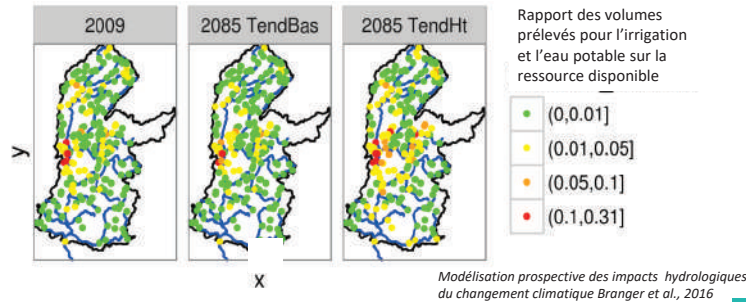 2009
2085 TendBas
2085 TendHt
y
x
Rapport des volumes
prélevés pour l'irrigation
et l'eau potable sur la
ressource disponible
(0,0.01]
(0.01,0.05]
(0.05,0.1]
(0.1,0.31]
Modélisation prospective des impacts hydrologiques
du changement climatique Branger et al., 2016